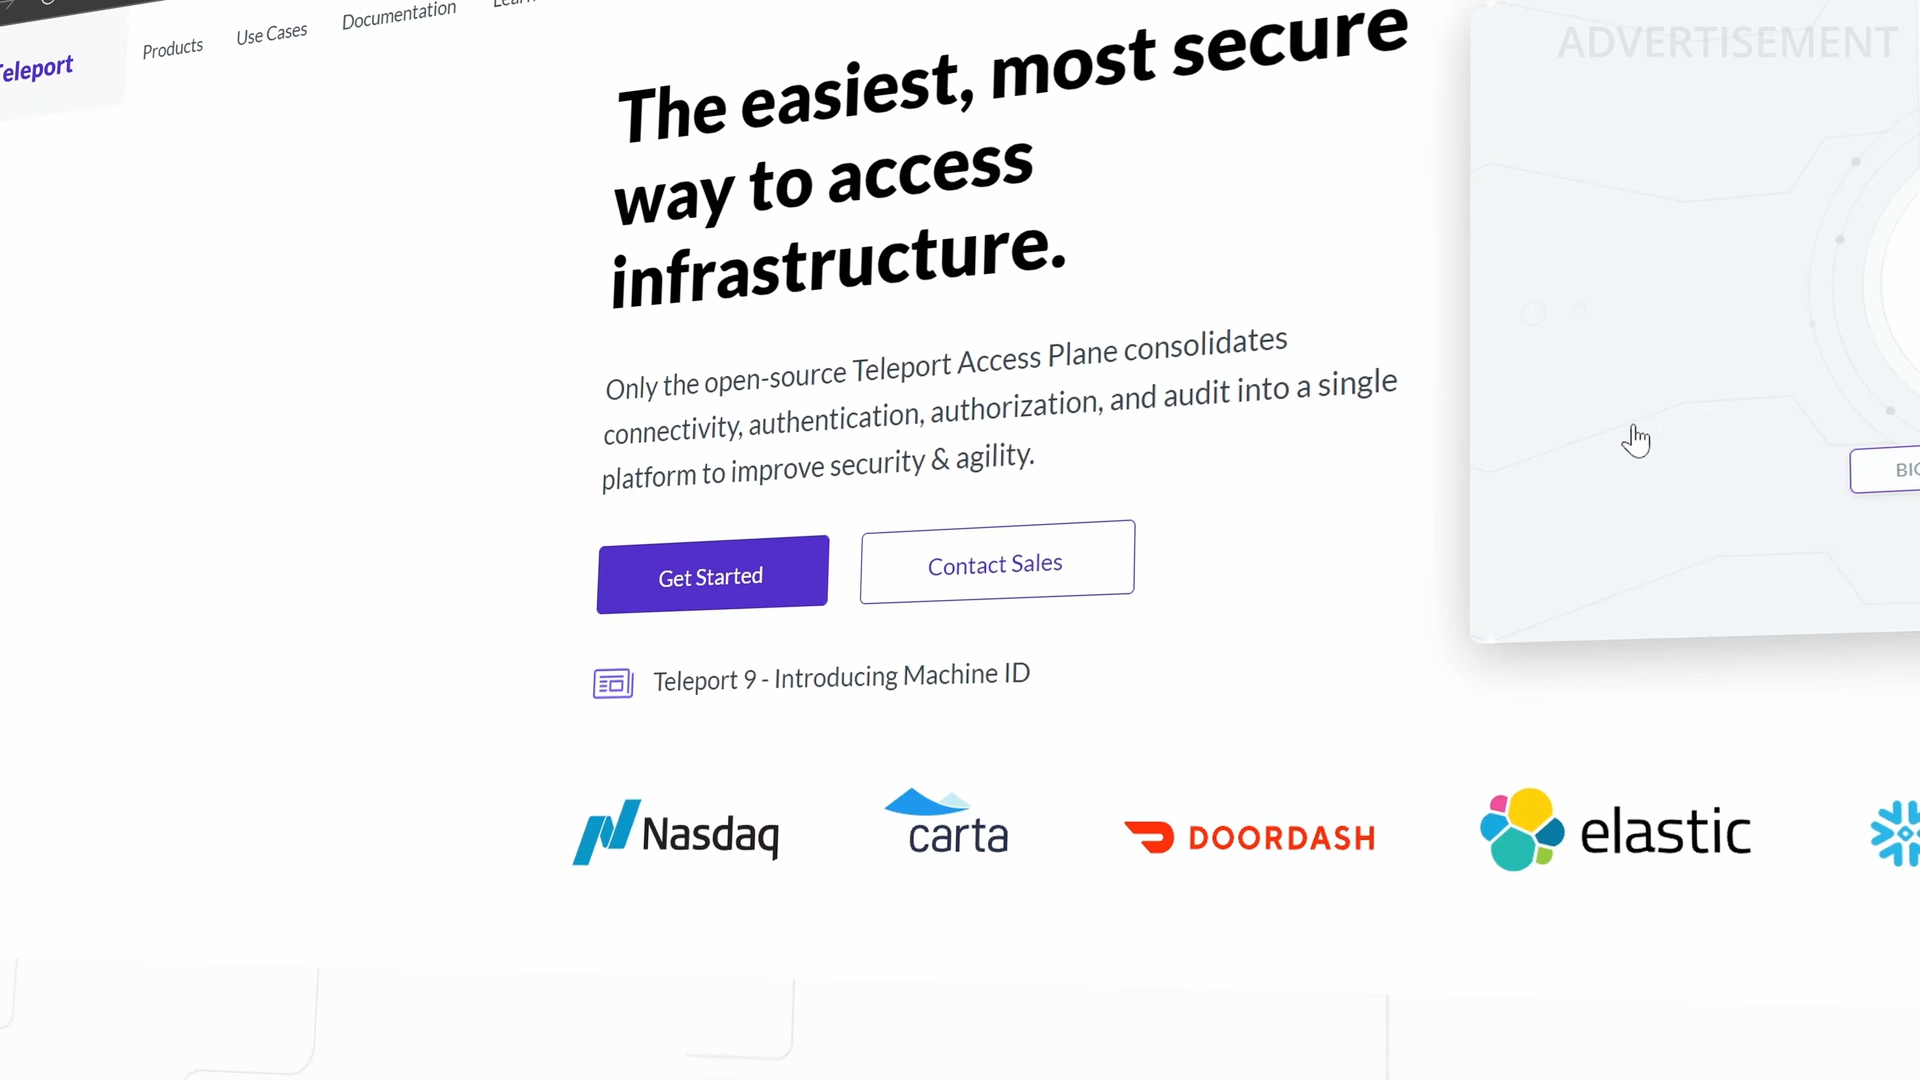 Teleport
Products
Use Cases
Documentation
ADVERTISEMENT
The easiest, most secure
way to access
infrastructure.
Only the open-source Teleport Access Plane consolidates
connectivity, authentication, authorization, and audit into a single
platform to improve security & agility.
Get Started
Contact Sales
Teleport 9 - Introducing Machine ID
Nasdaq
carta
DOORDASH
elastic